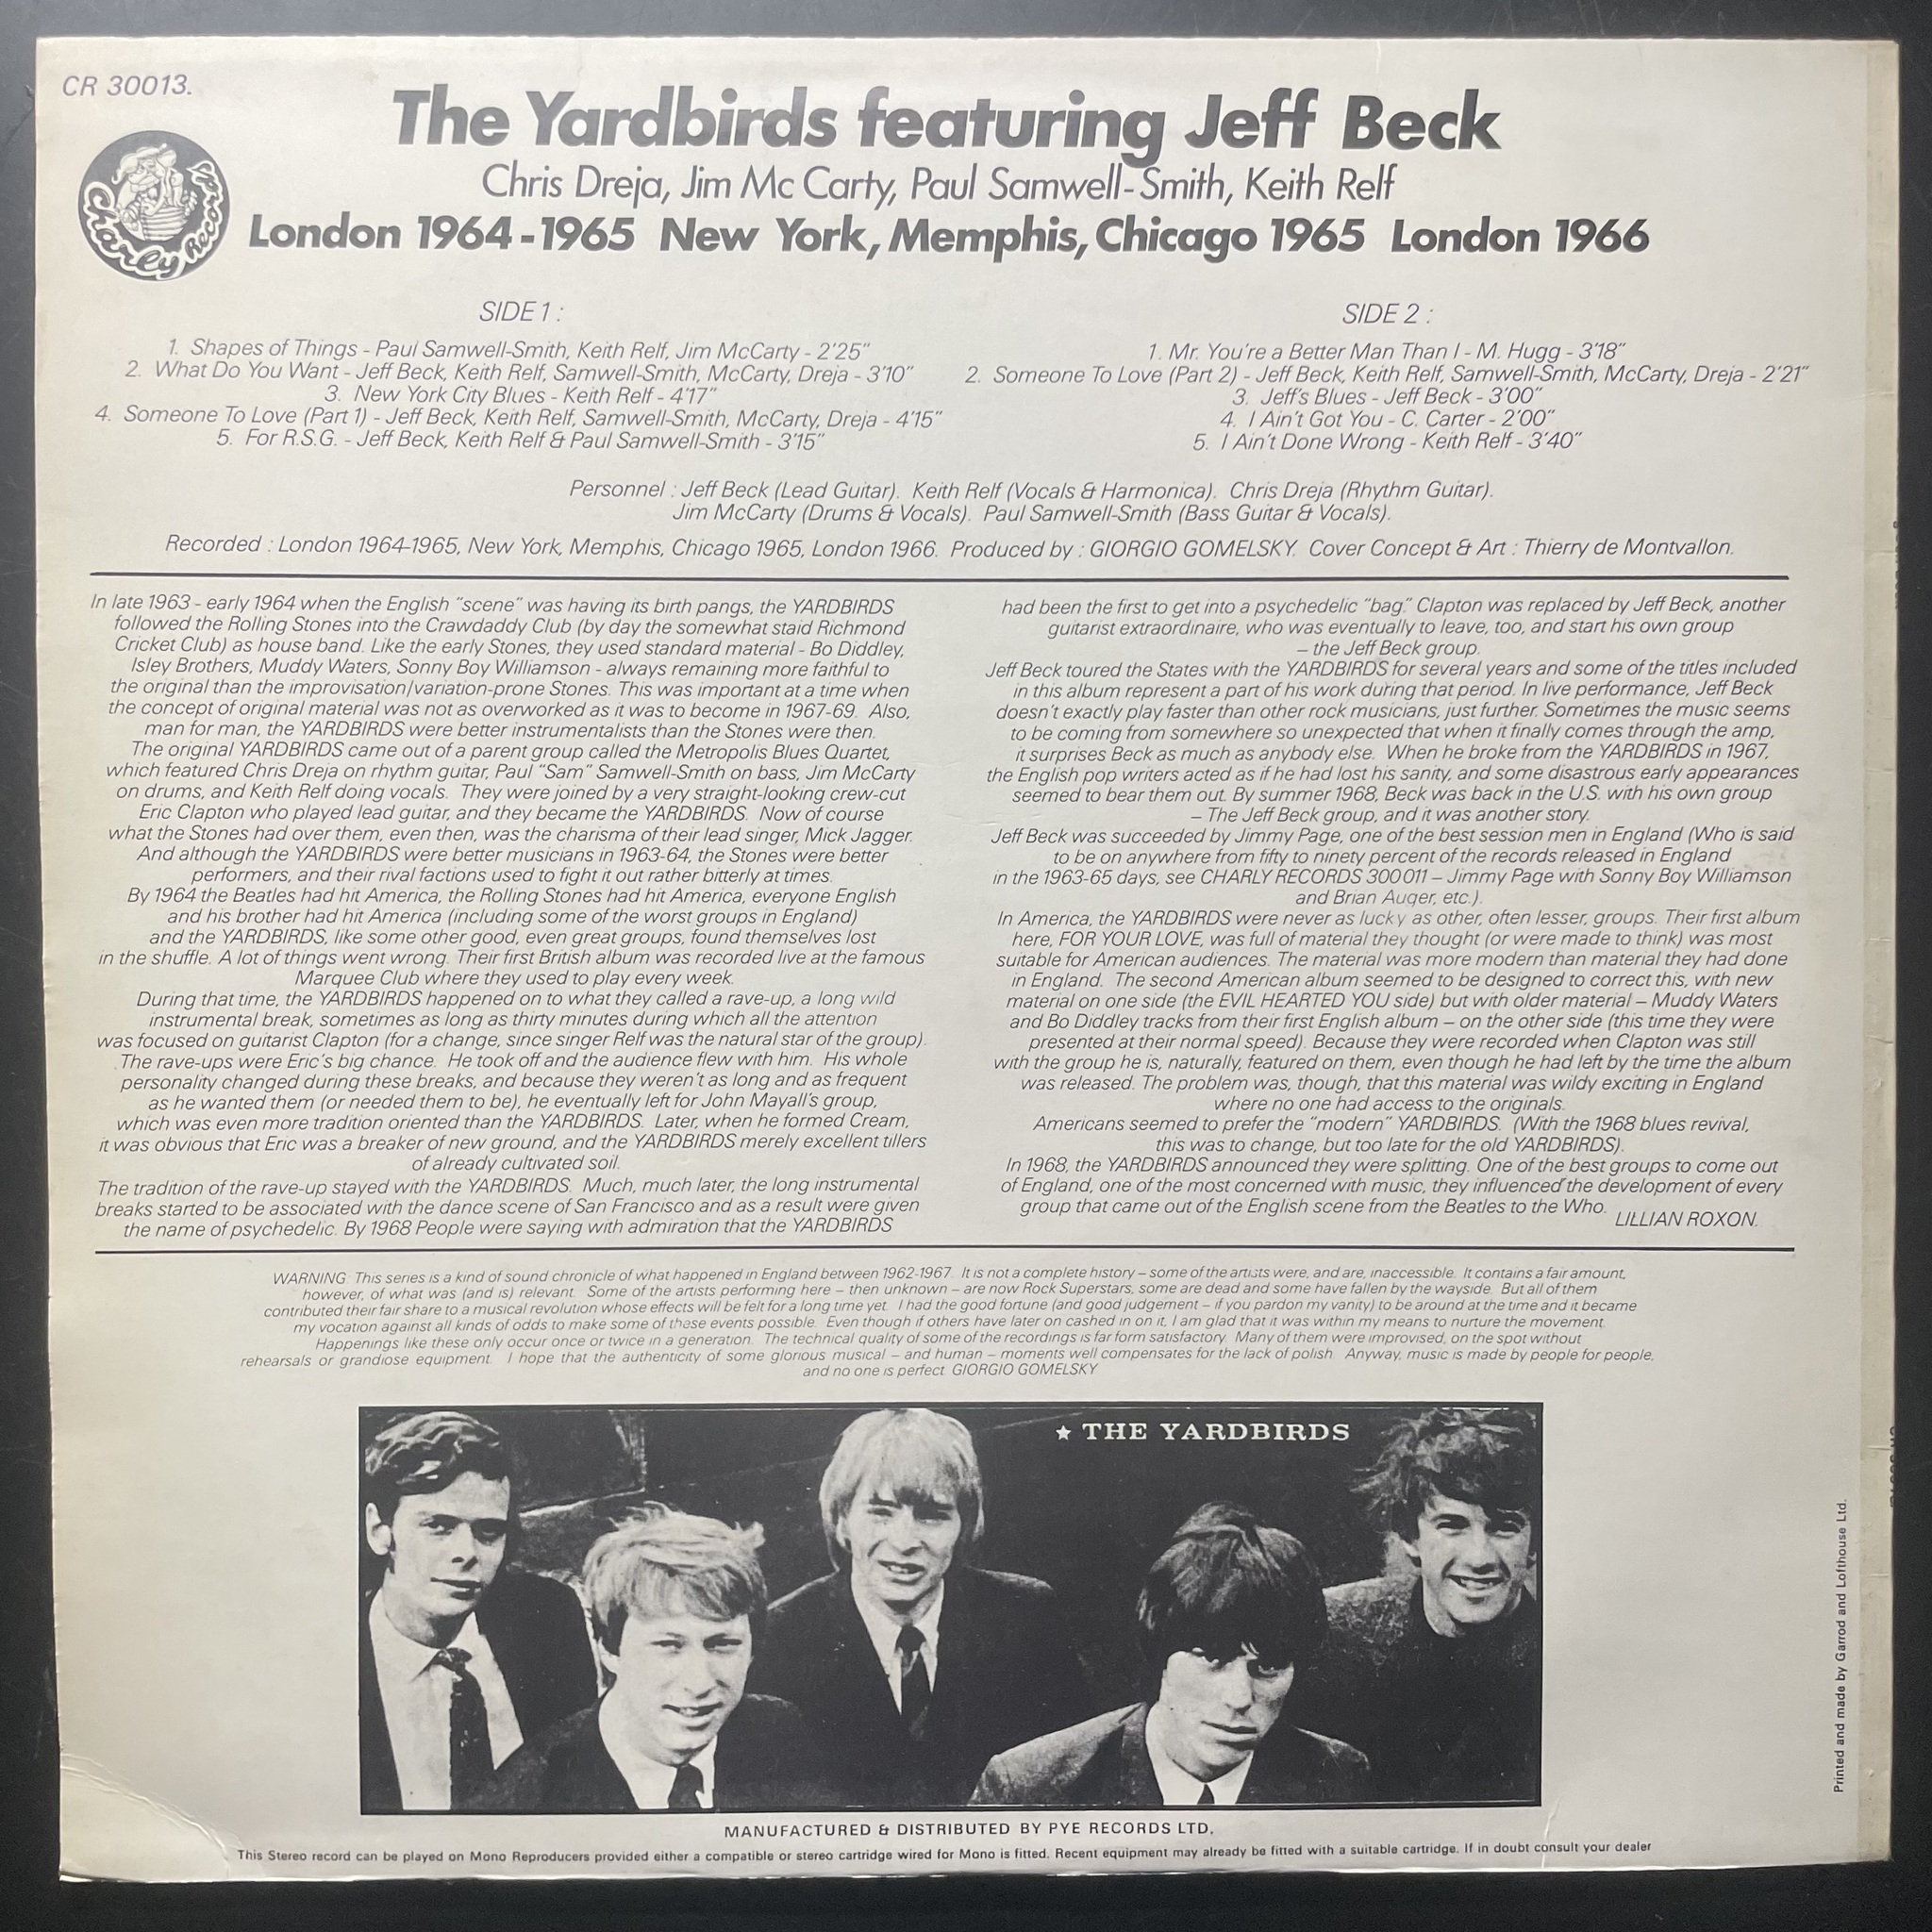 CR 30013.
The Yardbirds featuring Jeff Beck
Chris Dreja, Jim Mc Carty, Paul Samwell-Smith, Keith Relf
Charly Records
London 1964-1965 New York, Memphis, Chicago 1965 London 1966
SIDE 1 :
1. Shapes of Things - Paul Samwell-Smith, Keith Relf, Jim McCarty - 2'25"
2. What Do You Want - Jeff Beck, Keith Relf, Samwell-Smith, McCarty, Dreja - 3'10"
3. New York City Blues - Keith Relf - 4'17"
4. Someone To Love (Part 1) - Jeff Beck, Keith Relf, Samwell-Smith, McCarty, Dreja - 4'15"
5. For R.S.G. - Jeff Beck, Keith Relf & Paul Samwell-Smith - 3'15"
SIDE 2 :
1. Mr. You're a Better Man Than I - M. Hugg - 3'18"
2. Someone To Love (Part 2) - Jeff Beck, Keith Relf, Samwell-Smith, McCarty, Dreja - 2'21"
3. Jeff's Blues - Jeff Beck - 3'00"
4. I Ain't Got You - C. Carter - 2'00"
5. I Ain't Done Wrong - Keith Relf - 3'40"
Personnel : Jeff Beck (Lead Guitar). Keith Relf (Vocals & Harmonica). Chris Dreja (Rhythm Guitar).
Jim McCarty (Drums & Vocals). Paul Samwell-Smith (Bass Guitar & Vocals).
Recorded : London 1964-1965, New York, Memphis, Chicago 1965, London 1966. Produced by : GIORGIO GOMELSKY. Cover Concept & Art : Thierry de Montvallon.
In late 1963 - early 1964 when the English "scene" was having its birth pangs, the YARDBIRDS
followed the Rolling Stones into the Crawdaddy Club (by day the somewhat staid Richmond
Cricket Club) as house band. Like the early Stones, they used standard material - Bo Diddley,
Isley Brothers, Muddy Waters, Sonny Boy Williamson - always remaining more faithful to
the original than the improvisation/variation-prone Stones. This was important at a time when
the concept of original material was not as overworked as it was to become in 1967-69. Also,
man for man, the YARDBIRDS were better instrumentalists than the Stones were then.
The original YARDBIRDS came out of a parent group called the Metropolis Blues Quartet,
which featured Chris Dreja on rhythm guitar, Paul "Sam" Samwell-Smith on bass, Jim McCarty
on drums, and Keith Relf doing vocals. They were joined by a very straight-looking crew-cut
Eric Clapton who played lead guitar, and they became the YARDBIRDS. Now of course
what the Stones had over them, even then, was the charisma of their lead singer, Mick Jagger.
And although the YARDBIRDS were better musicians in 1963-64, the Stones were better
performers, and their rival factions used to fight it out rather bitterly at times.
By 1964 the Beatles had hit America, the Rolling Stones had hit America, everyone English
and his brother had hit America (including some of the worst groups in England)
and the YARDBIRDS, like some other good, even great groups, found themselves lost
in the shuffle. A lot of things went wrong. Their first British album was recorded live at the famous
Marquee Club where they used to play every week.
During that time, the YARDBIRDS happened on to what they called a rave-up, a long wild
instrumental break, sometimes as long as thirty minutes during which all the attention
was focused on guitarist Clapton (for a change, since singer Relf was the natural star of the group).
The rave-ups were Eric's big chance. He took off and the audience flew with him. His whole
personality changed during these breaks, and because they weren't as long and as frequent
as he wanted them (or needed them to be), he eventually left for John Mayall's group,
which was even more tradition oriented than the YARDBIRDS. Later, when he formed Cream,
it was obvious that Eric was a breaker of new ground, and the YARDBIRDS merely excellent tillers
of already cultivated soil.
The tradition of the rave-up stayed with the YARDBIRDS. Much, much later, the long instrumental
breaks started to be associated with the dance scene of San Francisco and as a result were given
the name of psychedelic. By 1968 People were saying with admiration that the YARDBIRDS
had been the first to get into a psychedelic "bag." Clapton was replaced by Jeff Beck, another
guitarist extraordinaire, who was eventually to leave, too, and start his own group
– the Jeff Beck group.
Jeff Beck toured the States with the YARDBIRDS for several years and some of the titles included
in this album represent a part of his work during that period. In live performance, Jeff Beck
doesn't exactly play faster than other rock musicians, just further. Sometimes the music seems
to be coming from somewhere so unexpected that when it finally comes through the amp,
it surprises Beck as much as anybody else. When he broke from the YARDBIRDS in 1967,
the English pop writers acted as if he had lost his sanity, and some disastrous early appearances
seemed to bear them out. By summer 1968, Beck was back in the U.S. with his own group
– The Jeff Beck group, and it was another story.
Jeff Beck was succeeded by Jimmy Page, one of the best session men in England (Who is said
to be on anywhere from fifty to ninety percent of the records released in England
in the 1963-65 days, see CHARLY RECORDS 300011 – Jimmy Page with Sonny Boy Williamson
and Brian Auger, etc.).
In America, the YARDBIRDS were never as lucky as other, often lesser, groups. Their first album
here, FOR YOUR LOVE, was full of material they thought (or were made to think) was most
suitable for American audiences. The material was more modern than material they had done
in England. The second American album seemed to be designed to correct this, with new
material on one side (the EVIL HEARTED YOU side) but with older material – Muddy Waters
and Bo Diddley tracks from their first English album – on the other side (this time they were
presented at their normal speed). Because they were recorded when Clapton was still
with the group he is, naturally, featured on them, even though he had left by the time the album
was released. The problem was, though, that this material was wildy exciting in England
where no one had access to the originals.
Americans seemed to prefer the "modern" YARDBIRDS. (With the 1968 blues revival,
this was to change, but too late for the old YARDBIRDS).
In 1968, the YARDBIRDS announced they were splitting. One of the best groups to come out
of England, one of the most concerned with music, they influenced the development of every
group that came out of the English scene from the Beatles to the Who.
LILLIAN ROXON.
WARNING: This series is a kind of sound chronicle of what happened in England between 1962-1967. It is not a complete history – some of the artists were, and are, inaccessible. It contains a fair amount,
however, of what was (and is) relevant. Some of the artists performing here – then unknown – are now Rock Superstars, some are dead and some have fallen by the wayside. But all of them
contributed their fair share to a musical revolution whose effects will be felt for a long time yet. I had the good fortune (and good judgement – if you pardon my vanity) to be around at the time and it became
my vocation against all kinds of odds to make some of these events possible. Even though if others have later on cashed in on it, I am glad that it was within my means to nurture the movement.
Happenings like these only occur once or twice in a generation. The technical quality of some of the recordings is far form satisfactory. Many of them were improvised, on the spot without
rehearsals or grandiose equipment. I hope that the authenticity of some glorious musical – and human – moments well compensates for the lack of polish. Anyway, music is made by people for people,
and no one is perfect. GIORGIO GOMELSKY
★ THE YARDBIRDS
Printed and made by Garrod and Lofthouse Ltd.
MANUFACTURED & DISTRIBUTED BY PYE RECORDS LTD.
This Stereo record can be played on Mono Reproducers provided either a compatible or stereo cartridge wired for Mono is fitted. Recent equipment may already be fitted with a suitable cartridge. If in doubt consult your dealer